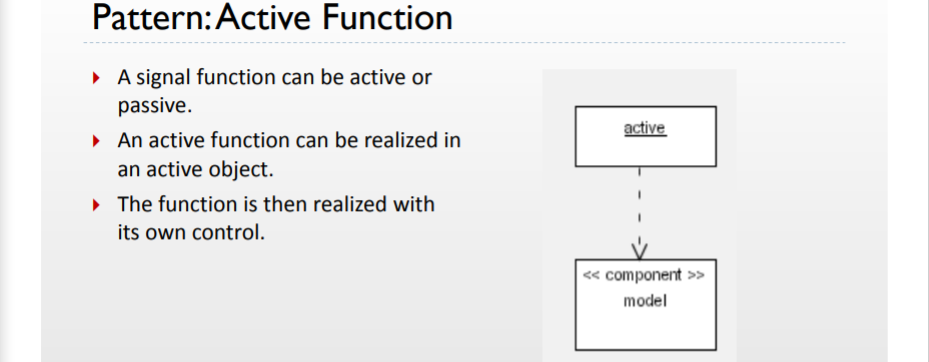 Pattern: Active Function
A signal function can be active or
passive.
An active function can be realized in
an active object.
The function is then realized with
its own control.
active
<< component >>
model